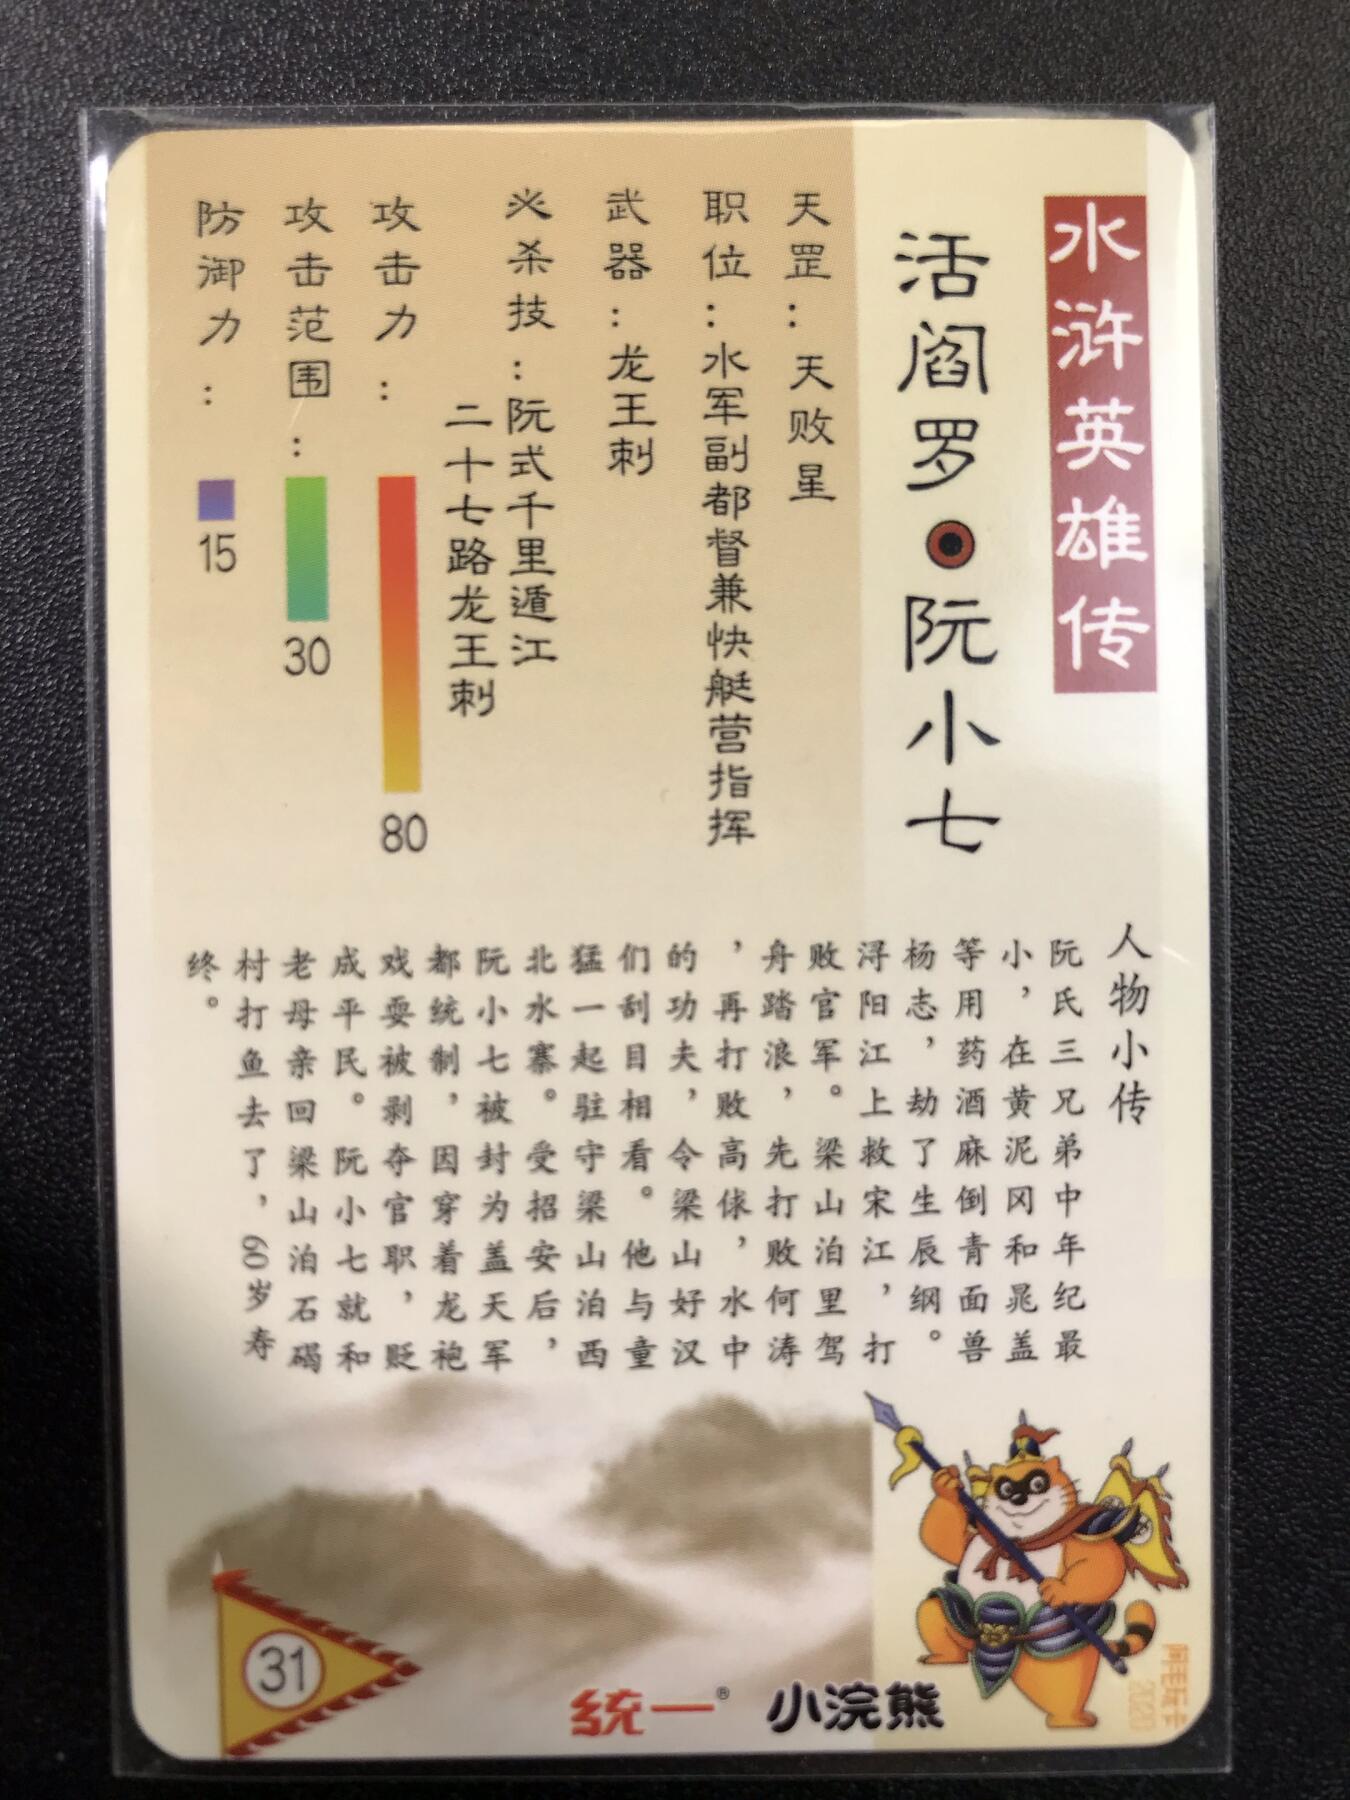 水浒英雄传
活阎罗●阮小七
天罡：天败星
职位：水军副都督兼快艇营指挥
武器：龙王刺
必杀技：阮式千里遁江
二十七路龙王刺
攻击力：
80
攻击范围：
30
防御力：
15
人物小传
阮氏三兄弟中年纪最
小，在黄泥冈和晁盖
等用药酒麻倒青面兽
杨志，劫了生辰纲。
浔阳江上救宋江，打
败官军。梁山泊里驾
舟踏浪，先打败何涛
，再打败高俅，水中
的功夫，令梁山好汉
们刮目相看。他与童
猛一起驻守梁山泊西
北水寨。受招安后，
阮小七被封为盖天军
都统制，因穿着龙袍
戏耍被剥夺官职，贬
成平民。阮小七就和
老母亲回梁山泊石碣
村打鱼去了，60岁寿
终。
31
統一® 小浣熊
阿毛玩卡
2020